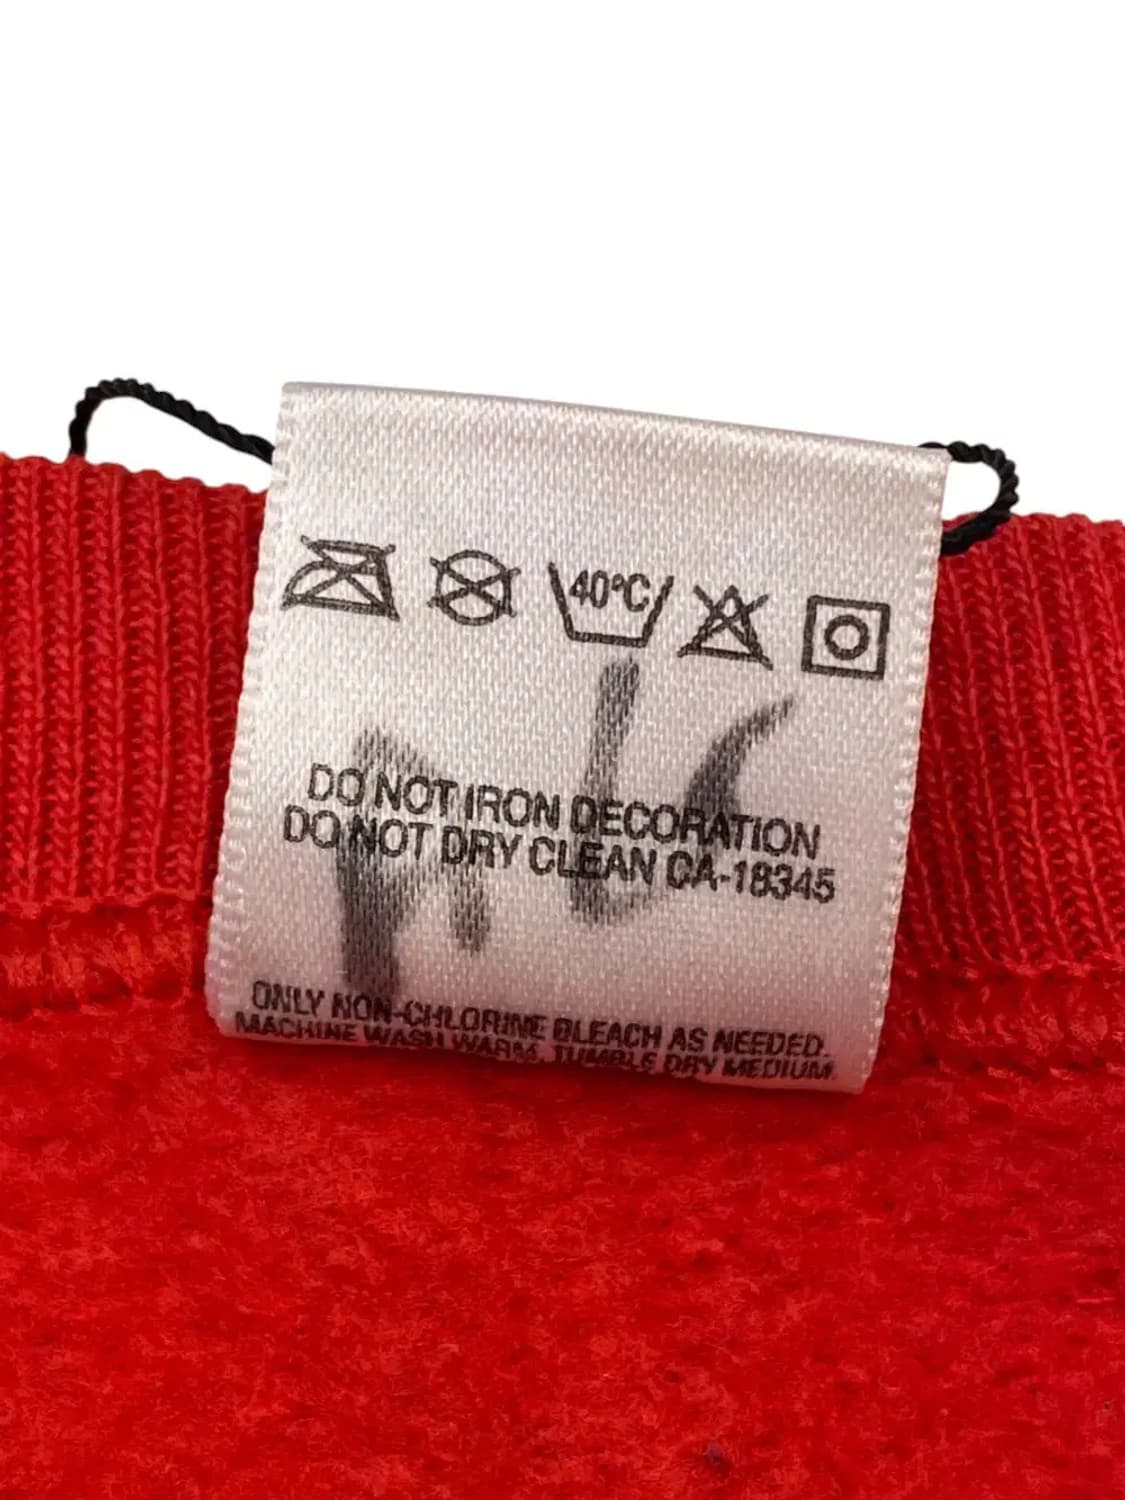 40°C
DO NOT IRON DECORATION
DO NOT DRY CLEAN CA-18345
ONLY NON-CHLORINE BLEACH AS NEEDED.
MACHINE WASH WARM. TUMBLE DRY MEDIUM.